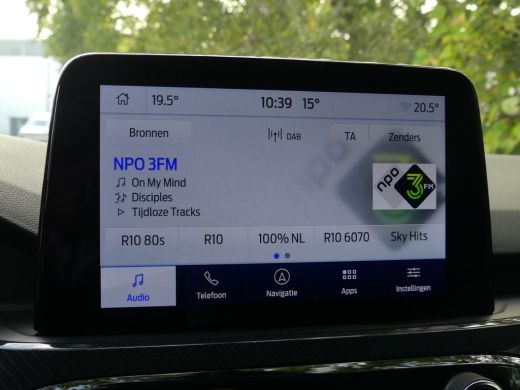 19.5° 10:39 15° 20.5°
Bronnen DAB TA Zenders
NPO 3FM
On My Mind
Disciples
Tijdloze Tracks
npo 3FM
npo
R10 80s R10 100% NL R10 6070 Sky Hits
Audio Telefoon Navigatie Apps Instellingen